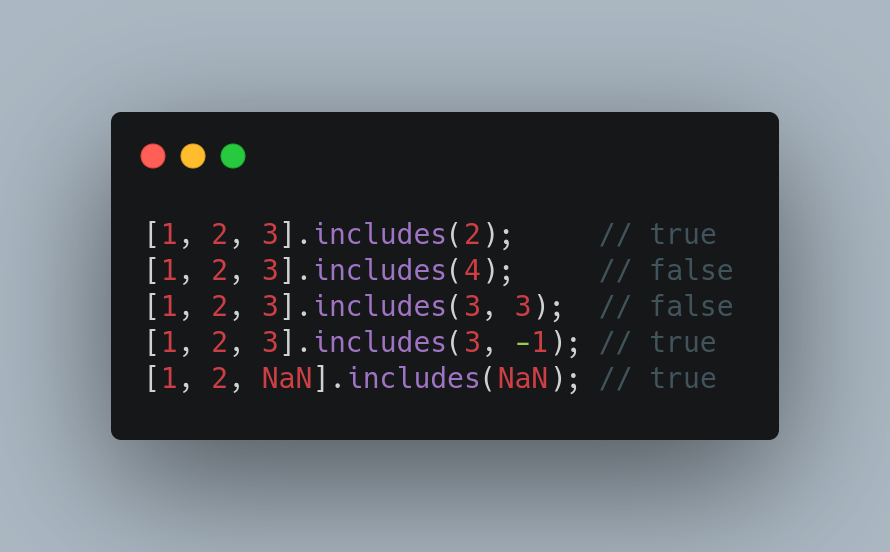 [1, 2, 3].includes(2);     // true
[1, 2, 3].includes(4);     // false
[1, 2, 3].includes(3, 3);  // false
[1, 2, 3].includes(3, -1); // true
[1, 2, NaN].includes(NaN); // true